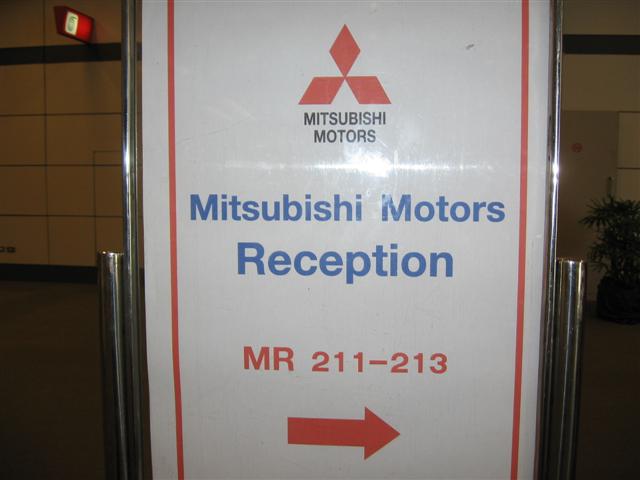 MITSUBISHI
MOTORS
Mitsubishi Motors
Reception
MR 211-213